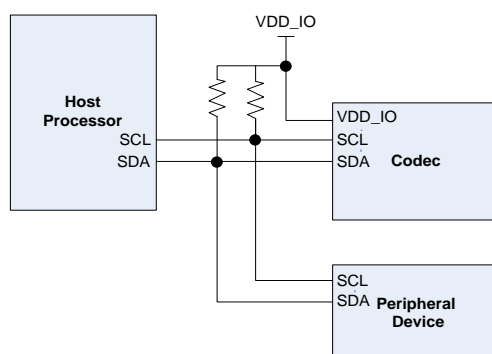 VDD_IO
Host
Processor
SCL
SDA
VDD_IO
SCL
SDA
Codec
SCL
SDA
Peripheral
Device